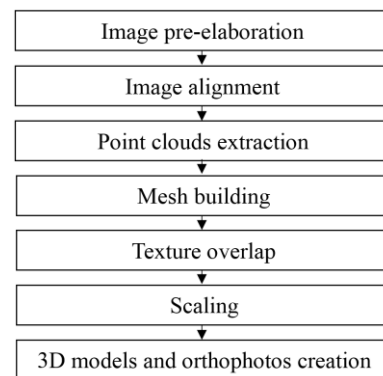 Image pre-elaboration
Image alignment
Point clouds extraction
Mesh building
Texture overlap
Scaling
3D models and orthophotos creation